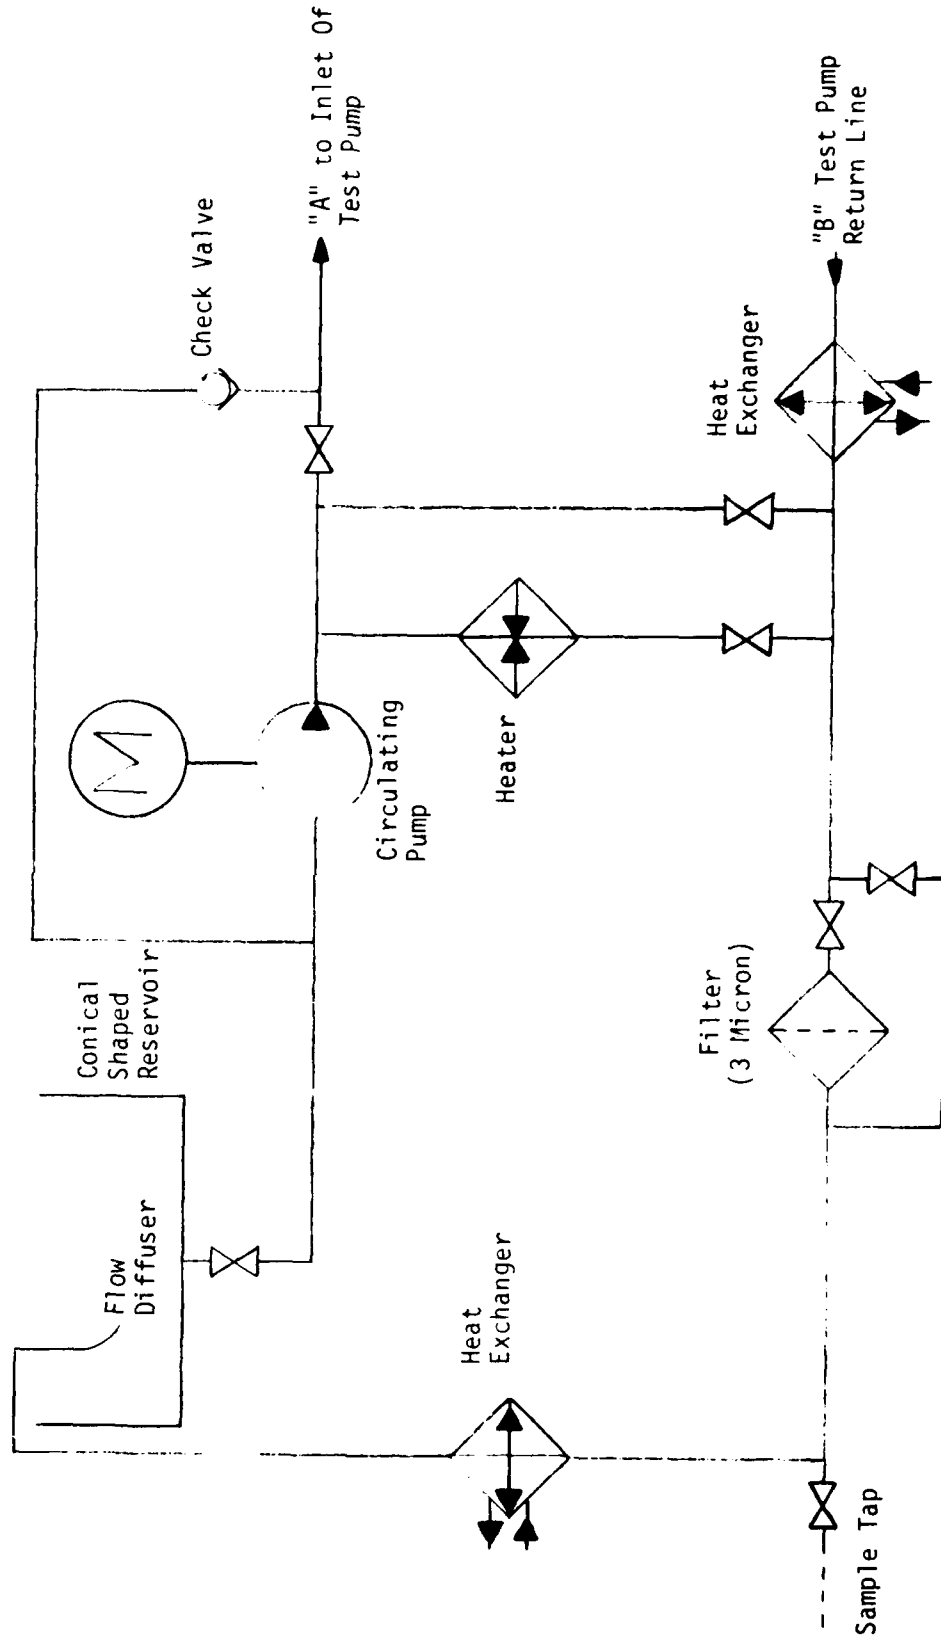 Conical
Shaped
Reservoir
Flow
Diffuser
M
Check Valve
"A" to Inlet Of
Test Pump
Circulating
Pump
Heater
Heat
Exchanger
Heat
Exchanger
"B" Test Pump
Return Line
Filter
(3 Micron)
Sample Tap